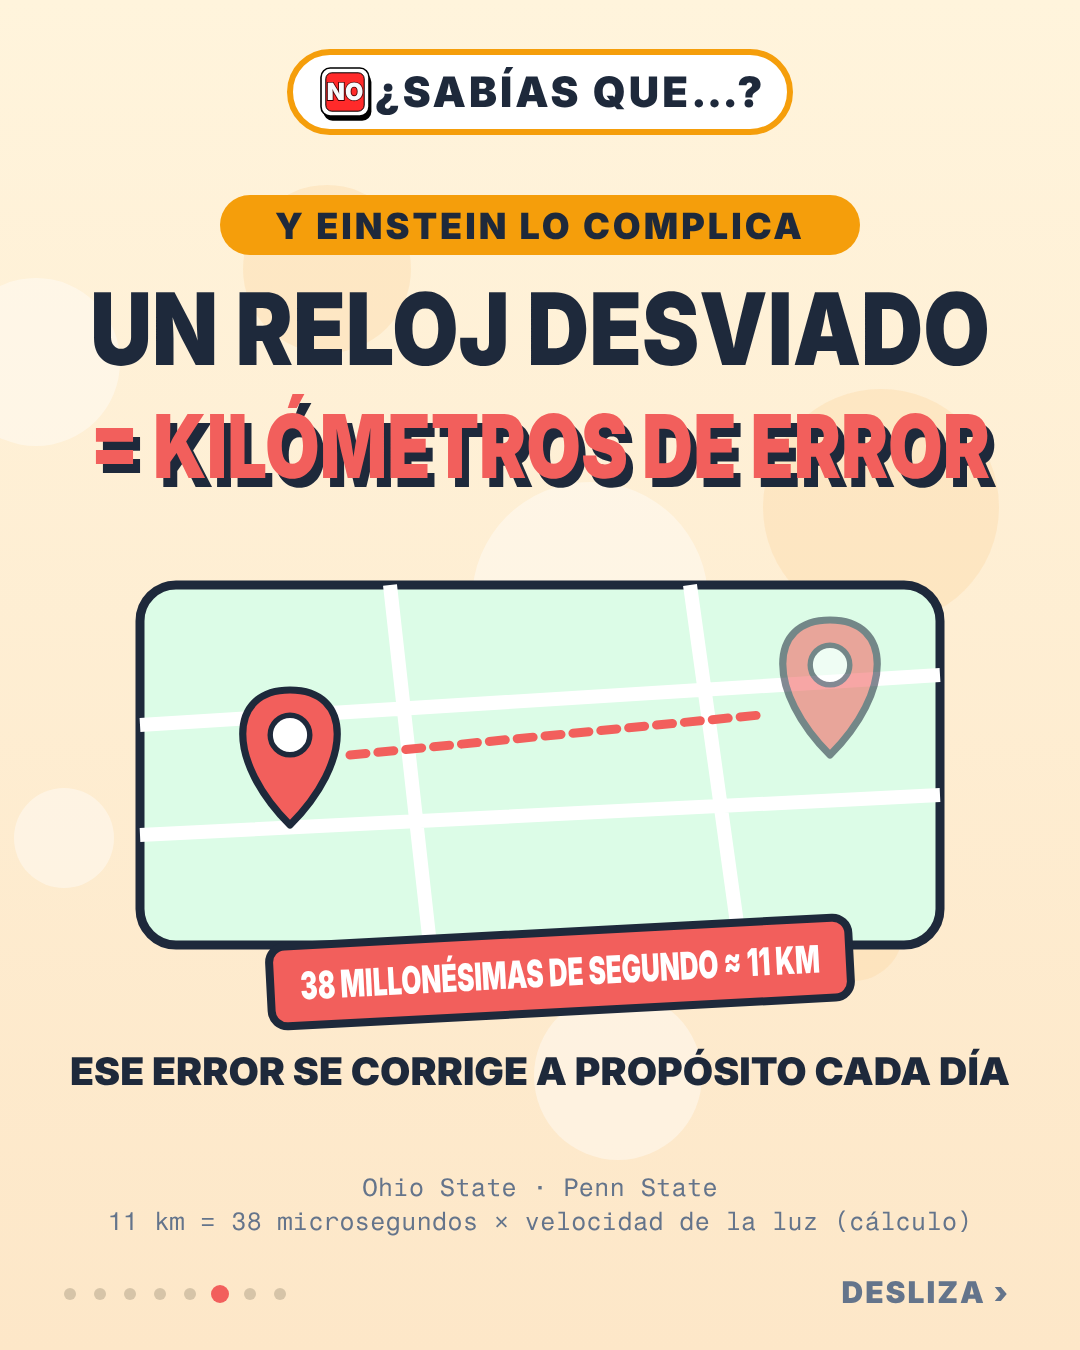 NO ¿SABÍAS QUE...?
Y EINSTEIN LO COMPLICA
UN RELOJ DESVIADO
= KILÓMETROS DE ERROR
38 MILLONÉSIMAS DE SEGUNDO ≈ 11 KM
ESE ERROR SE CORRIGE A PROPÓSITO CADA DÍA
Ohio State · Penn State
11 km = 38 microsegundos × velocidad de la luz (cálculo)
DESLIZA ›